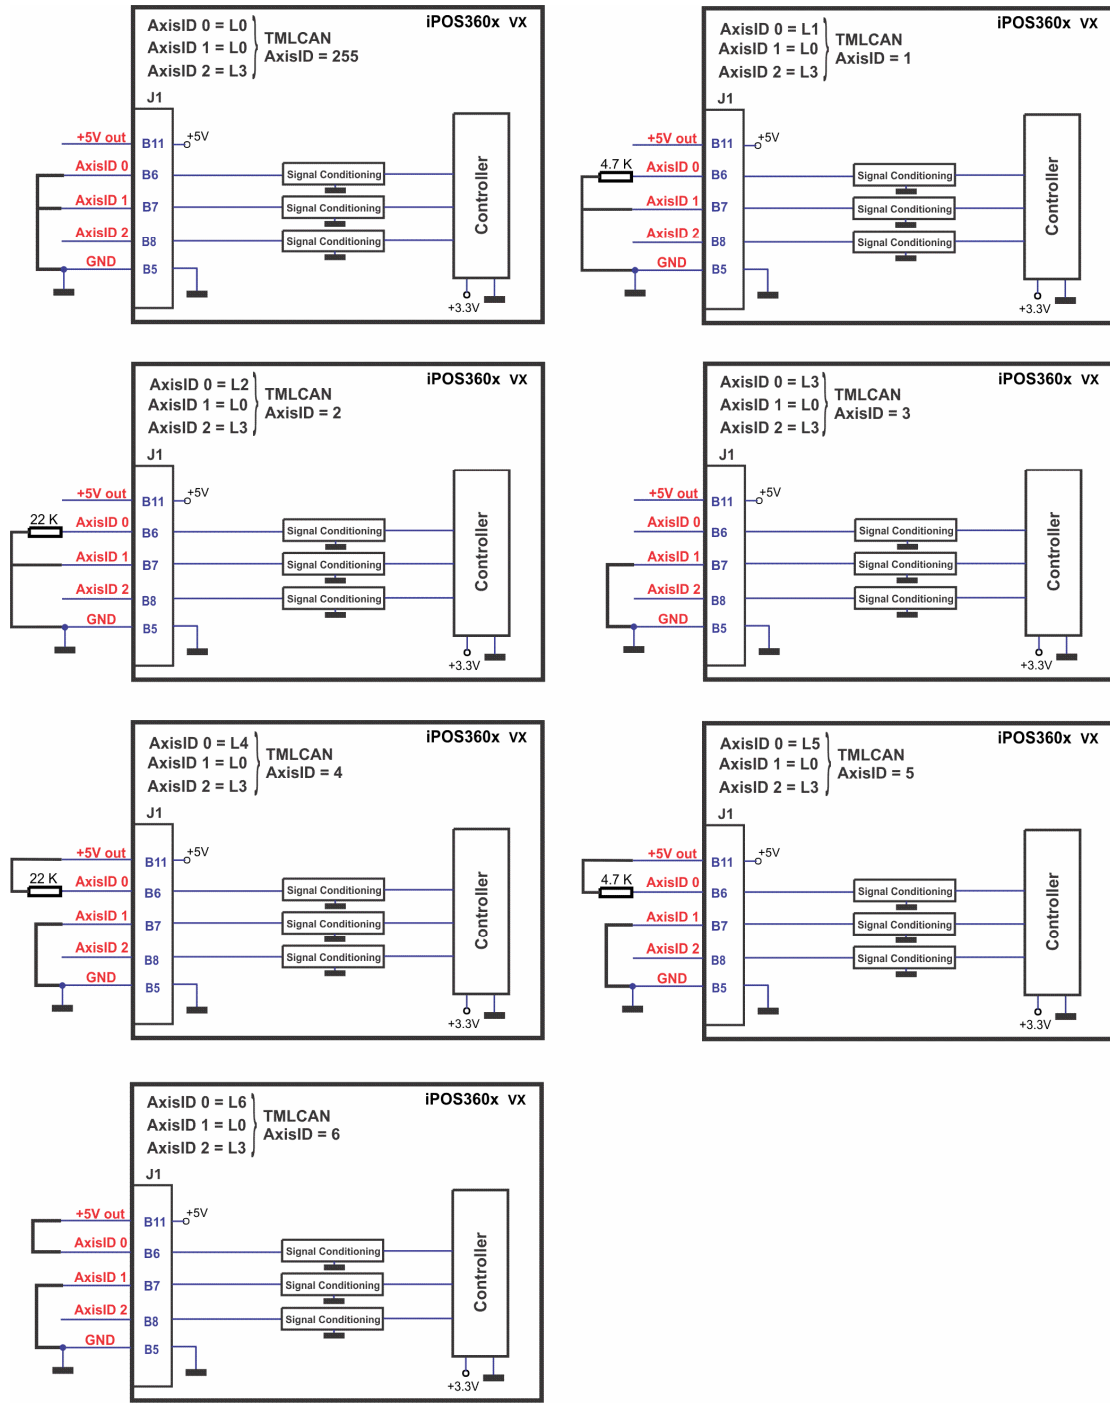 AxisID 0 = L0
AxisID 1 = L0
AxisID 2 = L3
TMLCAN
AxisID = 255
iPOS360x VX
J1
+5V out
B11
+5V
AxisID 0
B6
Signal Conditioning
AxisID 1
B7
Signal Conditioning
AxisID 2
B8
Signal Conditioning
GND
B5
Controller
+3.3V
AxisID 0 = L1
AxisID 1 = L0
AxisID 2 = L3
TMLCAN
AxisID = 1
iPOS360x VX
J1
+5V out
B11
+5V
4.7 K
AxisID 0
B6
Signal Conditioning
AxisID 1
B7
Signal Conditioning
AxisID 2
B8
Signal Conditioning
GND
B5
Controller
+3.3V
AxisID 0 = L2
AxisID 1 = L0
AxisID 2 = L3
TMLCAN
AxisID = 2
iPOS360x VX
J1
+5V out
B11
+5V
22 K
AxisID 0
B6
Signal Conditioning
AxisID 1
B7
Signal Conditioning
AxisID 2
B8
Signal Conditioning
GND
B5
Controller
+3.3V
AxisID 0 = L3
AxisID 1 = L0
AxisID 2 = L3
TMLCAN
AxisID = 3
iPOS360x VX
J1
+5V out
B11
+5V
AxisID 0
B6
Signal Conditioning
AxisID 1
B7
Signal Conditioning
AxisID 2
B8
Signal Conditioning
GND
B5
Controller
+3.3V
AxisID 0 = L4
AxisID 1 = L0
AxisID 2 = L3
TMLCAN
AxisID = 4
iPOS360x VX
J1
+5V out
B11
+5V
22 K
AxisID 0
B6
Signal Conditioning
AxisID 1
B7
Signal Conditioning
AxisID 2
B8
Signal Conditioning
GND
B5
Controller
+3.3V
AxisID 0 = L5
AxisID 1 = L0
AxisID 2 = L3
TMLCAN
AxisID = 5
iPOS360x VX
J1
+5V out
B11
+5V
4.7 K
AxisID 0
B6
Signal Conditioning
AxisID 1
B7
Signal Conditioning
AxisID 2
B8
Signal Conditioning
GND
B5
Controller
+3.3V
AxisID 0 = L6
AxisID 1 = L0
AxisID 2 = L3
TMLCAN
AxisID = 6
iPOS360x VX
J1
+5V out
B11
+5V
AxisID 0
B6
Signal Conditioning
AxisID 1
B7
Signal Conditioning
AxisID 2
B8
Signal Conditioning
GND
B5
Controller
+3.3V